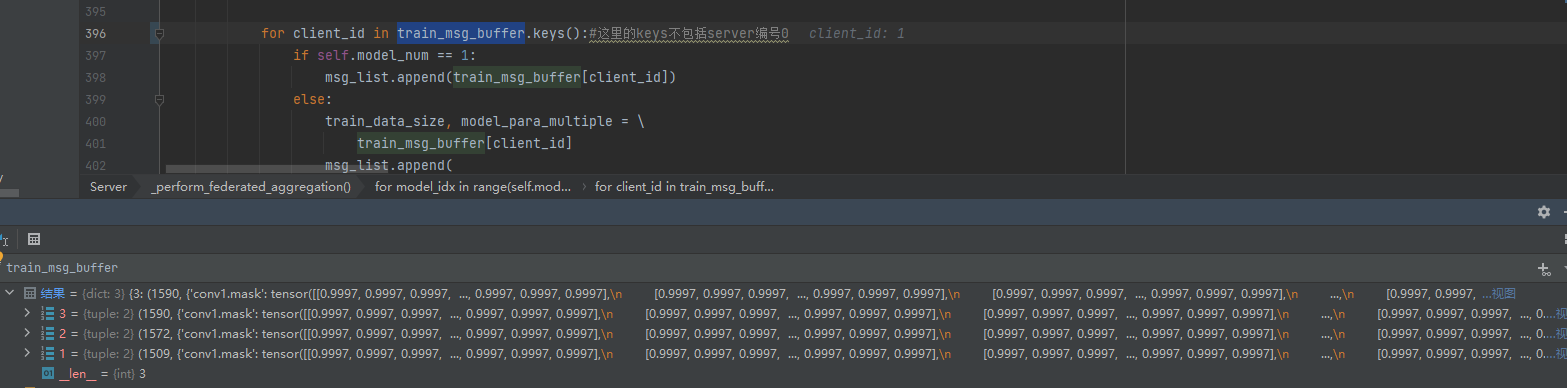 395
396 for client_id in train_msg_buffer.keys():#这里的keys不包括server编号0 client_id: 1
397 if self.model_num == 1:
398 msg_list.append(train_msg_buffer[client_id])
399 else:
400 train_data_size, model_para_multiple = \
401 train_msg_buffer[client_id]
402 msg_list.append(
Server _perform_federated_aggregation() for model_idx in range(self.mod... for client_id in train_msg_buff...
train_msg_buffer
结果 = {dict: 3} {3: (1590, {'conv1.mask': tensor([[0.9997, 0.9997, 0.9997, ..., 0.9997, 0.9997, 0.9997],\n [0.9997, 0.9997, 0.9997, ..., 0.9997, 0.9997, 0.9997],\n [0.9997, 0.9997, 0.9997, ..., 0.9997, 0.9997, 0.9997],\n ...,\n [0.9997, 0.9997, ...视图
3 = {tuple: 2} (1590, {'conv1.mask': tensor([[0.9997, 0.9997, 0.9997, ..., 0.9997, 0.9997, 0.9997],\n [0.9997, 0.9997, 0.9997, ..., 0.9997, 0.9997, 0.9997],\n [0.9997, 0.9997, 0.9997, ..., 0.9997, 0.9997, 0.9997],\n ...,\n [0.9997, 0.9997, 0.9997, ..., 0...
2 = {tuple: 2} (1572, {'conv1.mask': tensor([[0.9997, 0.9997, 0.9997, ..., 0.9997, 0.9997, 0.9997],\n [0.9997, 0.9997, 0.9997, ..., 0.9997, 0.9997, 0.9997],\n [0.9997, 0.9997, 0.9997, ..., 0.9997, 0.9997, 0.9997],\n ...,\n [0.9997, 0.9997, 0.9997, ..., 0...
1 = {tuple: 2} (1509, {'conv1.mask': tensor([[0.9997, 0.9997, 0.9997, ..., 0.9997, 0.9997, 0.9997],\n [0.9997, 0.9997, 0.9997, ..., 0.9997, 0.9997, 0.9997],\n [0.9997, 0.9997, 0.9997, ..., 0.9997, 0.9997, 0.9997],\n ...,\n [0.9997, 0.9997, 0.9997, ..., 0...
__len__ = {int} 3